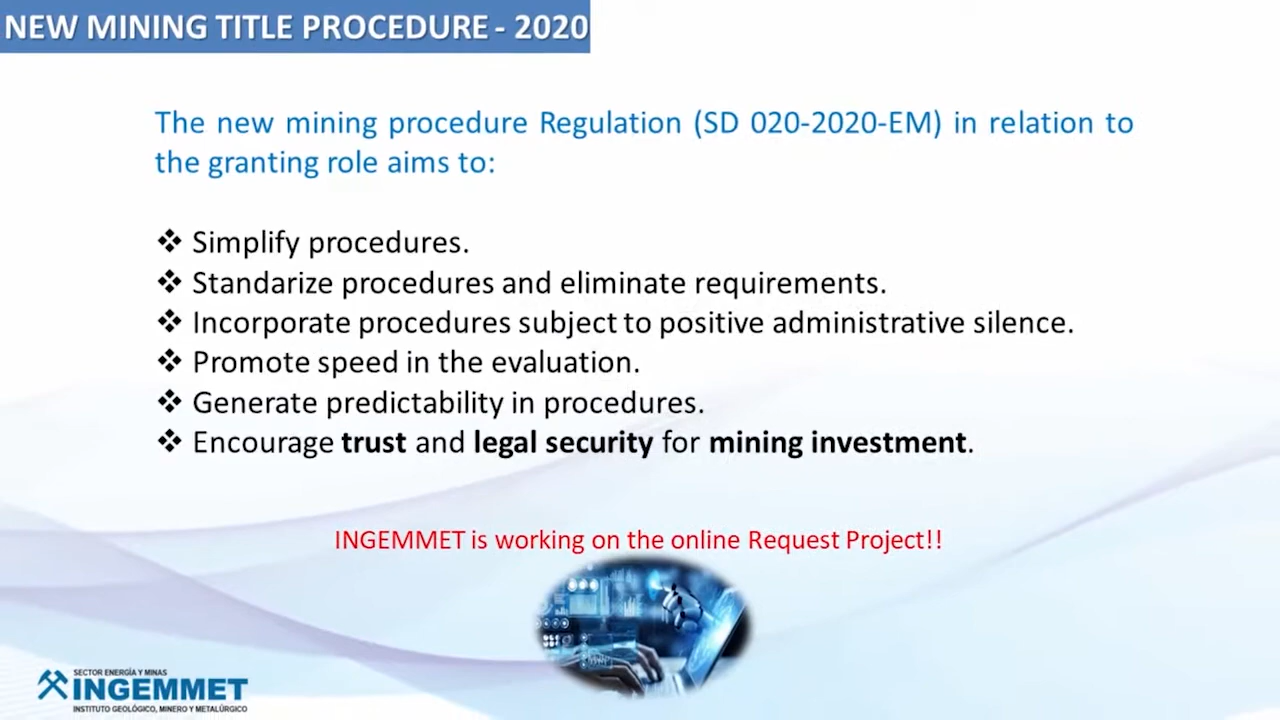 NEW MINING TITLE PROCEDURE - 2020
The new mining procedure Regulation (SD 020-2020-EM) in relation to
the granting role aims to:
❖ Simplify procedures.
❖ Standarize procedures and eliminate requirements.
❖ Incorporate procedures subject to positive administrative silence.
❖ Promote speed in the evaluation.
❖ Generate predictability in procedures.
❖ Encourage trust and legal security for mining investment.
INGEMMET is working on the online Request Project!!
SECTOR ENERGÍA Y MINAS
INGEMMET
INSTITUTO GEOLÓGICO, MINERO Y METALÚRGICO